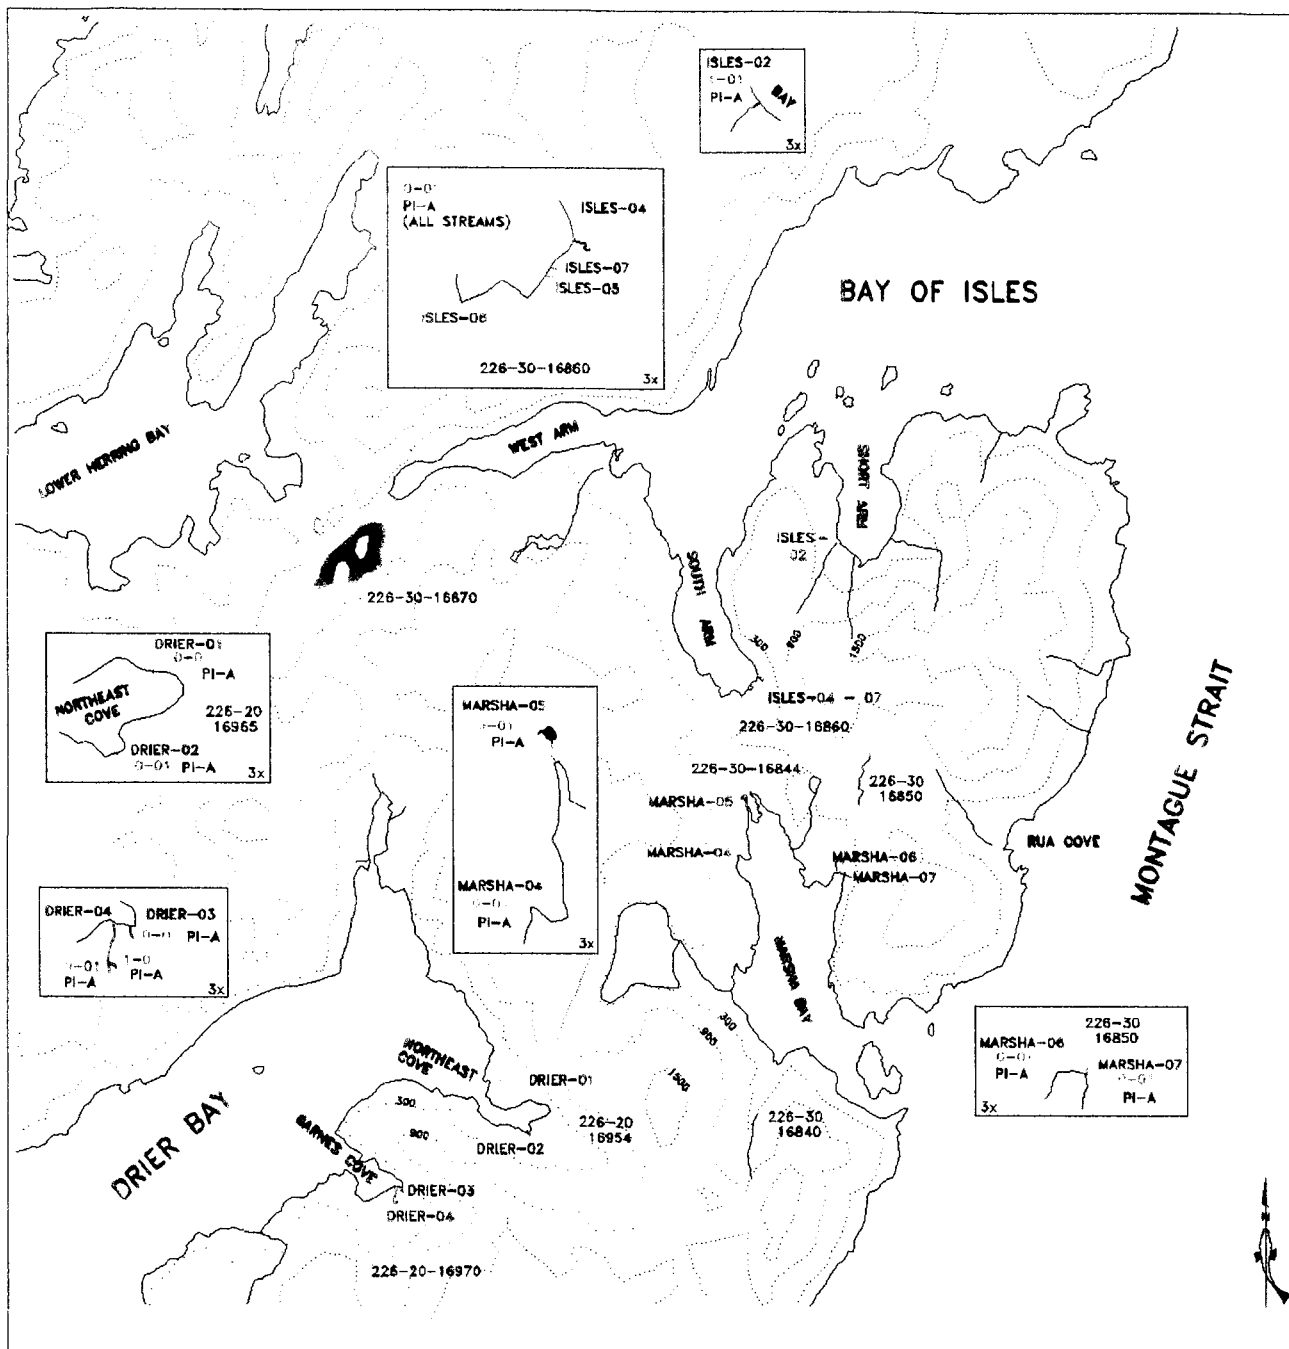 ISLES-02
PI-A
BAY
3x
PI-A
(ALL STREAMS)
ISLES-04
ISLES-07
ISLES-05
ISLES-06
226-30-16860
3x
BAY OF ISLES
LOWER HERRING BAY
WEST ARM
SHORT ARM
ISLES-
02
SOUTH ARM
226-30-16870
300
900
1500
DRIER-01
PI-A
NORTHEAST
COVE
226-20
16965
DRIER-02
0-01 PI-A
3x
MARSHA-05
PI-A
MARSHA-04
PI-A
3x
ISLES-04 - 07
226-30-16860
226-30-16844
226-30
16850
MARSHA-05
MARSHA-04
MARSHA-06
MARSHA-07
RUA COVE
MONTAGUE STRAIT
DRIER-04
DRIER-03
PI-A
PI-A
PI-A
3x
MARSHA BAY
226-30
16850
MARSHA-06
PI-A
MARSHA-07
PI-A
3x
300
900
1500
NORTHEAST
COVE
DRIER-01
300
900
226-20
16954
226-30
16840
DRIER-02
DRIER BAY
BARNES COVE
DRIER-03
DRIER-04
226-20-16970